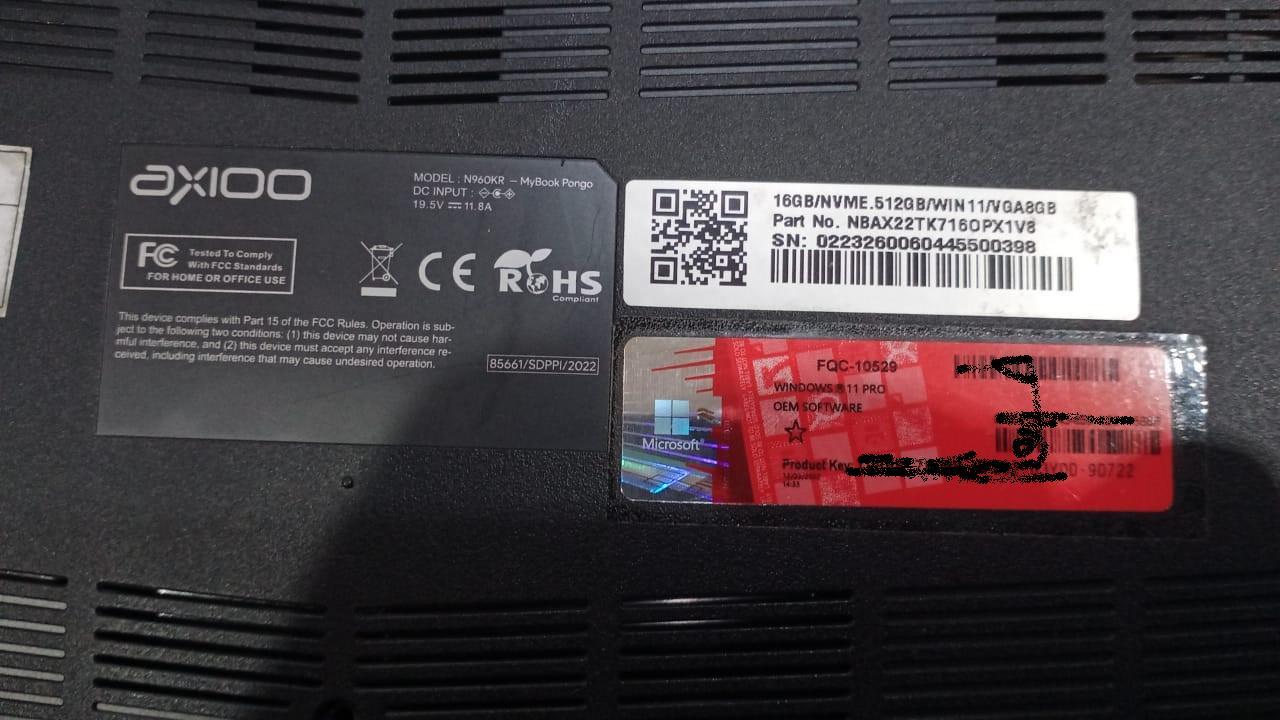 AXIOO
MODEL : N960KR – MyBook Pongo
DC INPUT :
19.5V 11.8A
FC
Tested To Comply
With FCC Standards
FOR HOME OR OFFICE USE
CE
RoHS
Compliant
This device complies with Part 15 of the FCC Rules. Operation is sub-
ject to the following two conditions: (1) this device may not cause har-
mful interference, and (2) this device must accept any interference re-
ceived, including interference that may cause undesired operation.
85661/SDPPI/2022
16GB/NVME.512GB/WIN11/VGA8GB
Part No. NBAX22TK716OPX1V8
SN: 0223260060445500398
FQC-10529
WINDOWS ® 11 PRO
OEM SOFTWARE
Microsoft®
Product Key
14:33